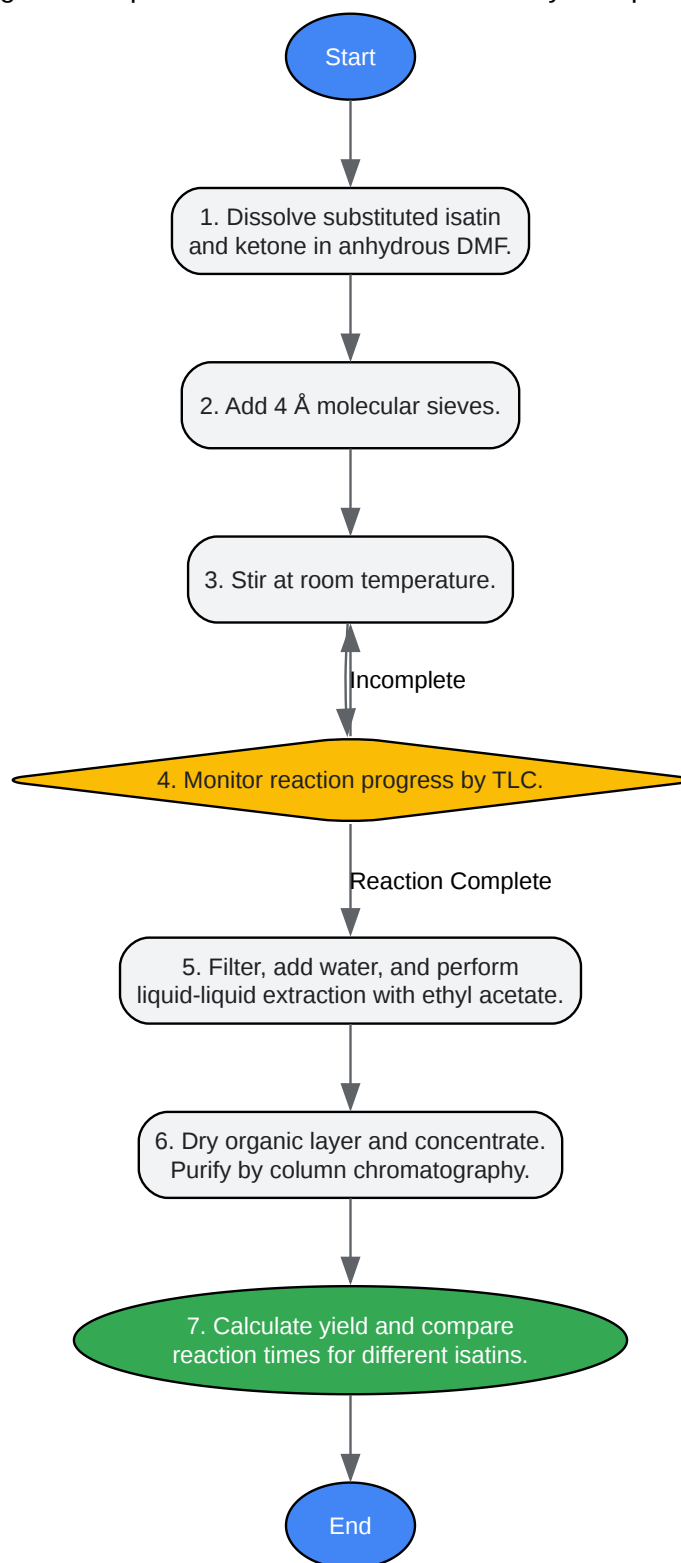 Start
1. Dissolve substituted isatin
and ketone in anhydrous DMF.
2. Add 4 Å molecular sieves.
3. Stir at room temperature.
Incomplete
4. Monitor reaction progress by TLC.
Reaction Complete
5. Filter, add water, and perform
liquid-liquid extraction with ethyl acetate.
6. Dry organic layer and concentrate.
Purify by column chromatography.
7. Calculate yield and compare
reaction times for different isatins.
End